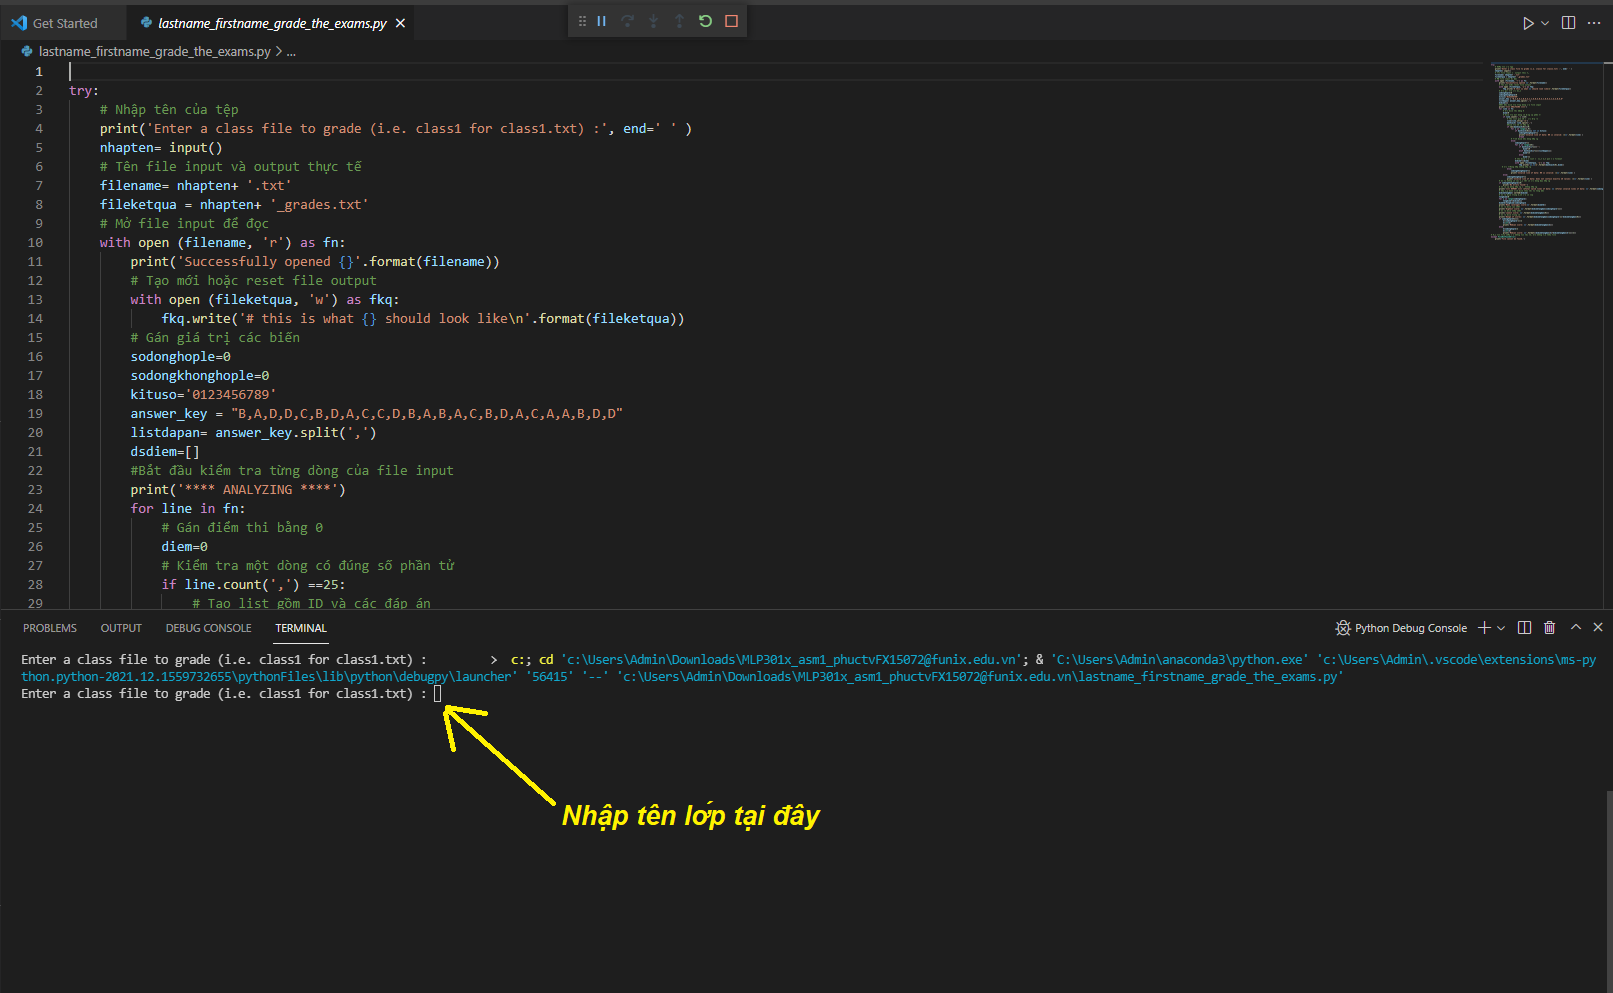 Get Started
lastname_firstname_grade_the_exams.py
lastname_firstname_grade_the_exams.py > ...
1
2 try:
3 # Nhập tên của tệp
4 print('Enter a class file to grade (i.e. class1 for class1.txt) :', end=' ' )
5 nhapten= input()
6 # Tên file input và output thực tế
7 filename= nhapten+ '.txt'
8 fileketqua = nhapten+ '_grades.txt'
9 # Mở file input để đọc
10 with open (filename, 'r') as fn:
11 print('Successfully opened {}'.format(filename))
12 # Tạo mới hoặc reset file output
13 with open (fileketqua, 'w') as fkq:
14 fkq.write('# this is what {} should look like\n'.format(fileketqua))
15 # Gán giá trị các biến
16 sodonghople=0
17 sodongkhonghople=0
18 kituso='0123456789'
19 answer_key = "B,A,D,D,C,B,D,A,C,C,D,B,A,B,A,C,B,D,A,C,A,A,B,D,D"
20 listdapan= answer_key.split(',')
21 dsdiem=[]
22 #Bắt đầu kiểm tra từng dòng của file input
23 print('**** ANALYZING ****')
24 for line in fn:
25 # Gán điểm thi bằng 0
26 diem=0
27 # Kiểm tra một dòng có đúng số phần tử
28 if line.count(',') ==25:
29 # Tạo list gồm ID và các đáp án
PROBLEMS OUTPUT DEBUG CONSOLE TERMINAL Python Debug Console
Enter a class file to grade (i.e. class1 for class1.txt) : > c:; cd 'c:\Users\Admin\Downloads\MLP301x_asm1_phuctvFX15072@funix.edu.vn'; & 'C:\Users\Admin\anaconda3\python.exe' 'c:\Users\Admin\.vscode\extensions\ms-py
thon.python-2021.12.1559732655\pythonFiles\lib\python\debugpy\launcher' '56415' '--' 'c:\Users\Admin\Downloads\MLP301x_asm1_phuctvFX15072@funix.edu.vn\lastname_firstname_grade_the_exams.py'
Enter a class file to grade (i.e. class1 for class1.txt) :
Nhập tên lớp tại đây